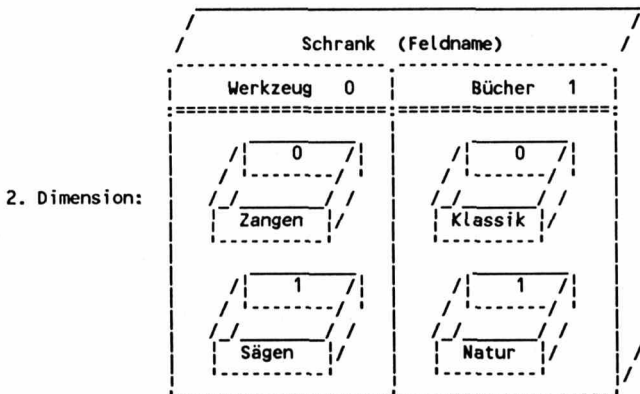 Schrank (Feldname)
Werkzeug 0 Bücher 1
0 0
2. Dimension:
Zangen Klassik
1 1
Sägen Natur